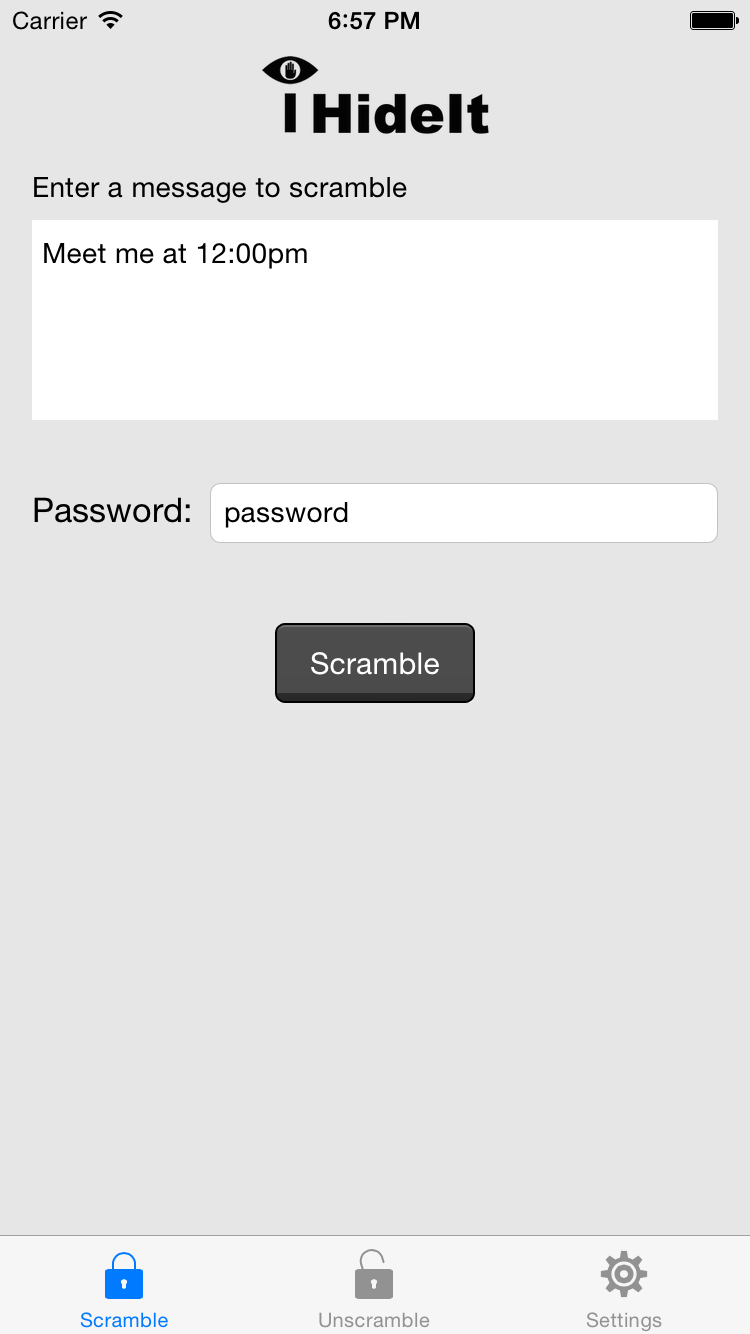 Carrier 6:57 PM
I HideIt
Enter a message to scramble
Meet me at 12:00pm
Password: password
Scramble
Scramble Unscramble Settings